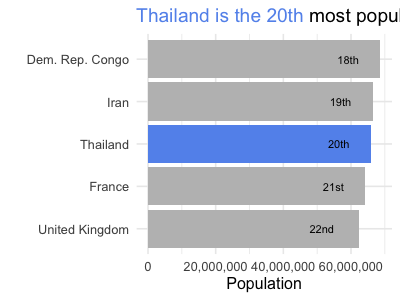 Thailand is the 20th most popul
Dem. Rep. Congo 18th
Iran 19th
Thailand 20th
France 21st
United Kingdom 22nd
0 20,000,000 40,000,000 60,000,000
Population